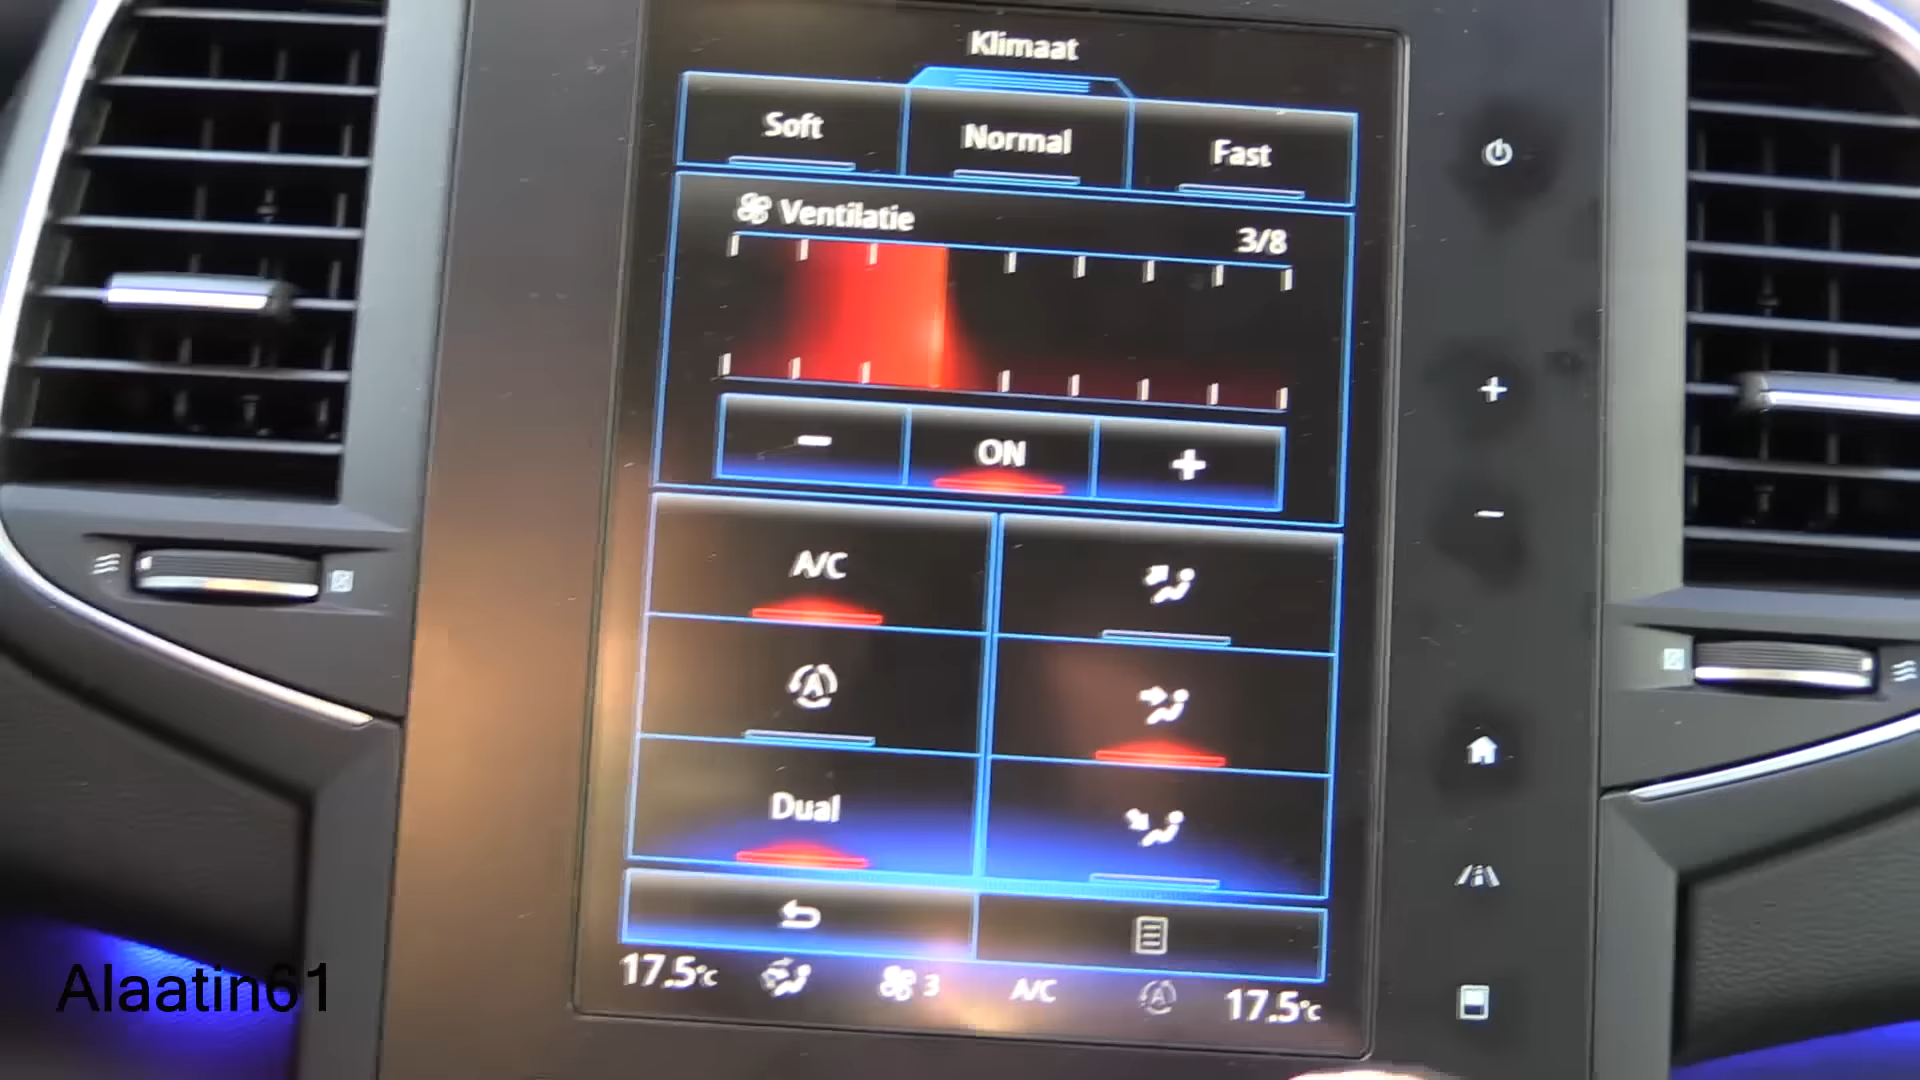 Klimaat
Soft Normal Fast
Ventilatie 3/8
- ON +
A/C
A
Dual
17.5°C 3 A/C A 17.5°C
+
-
Alaatin61